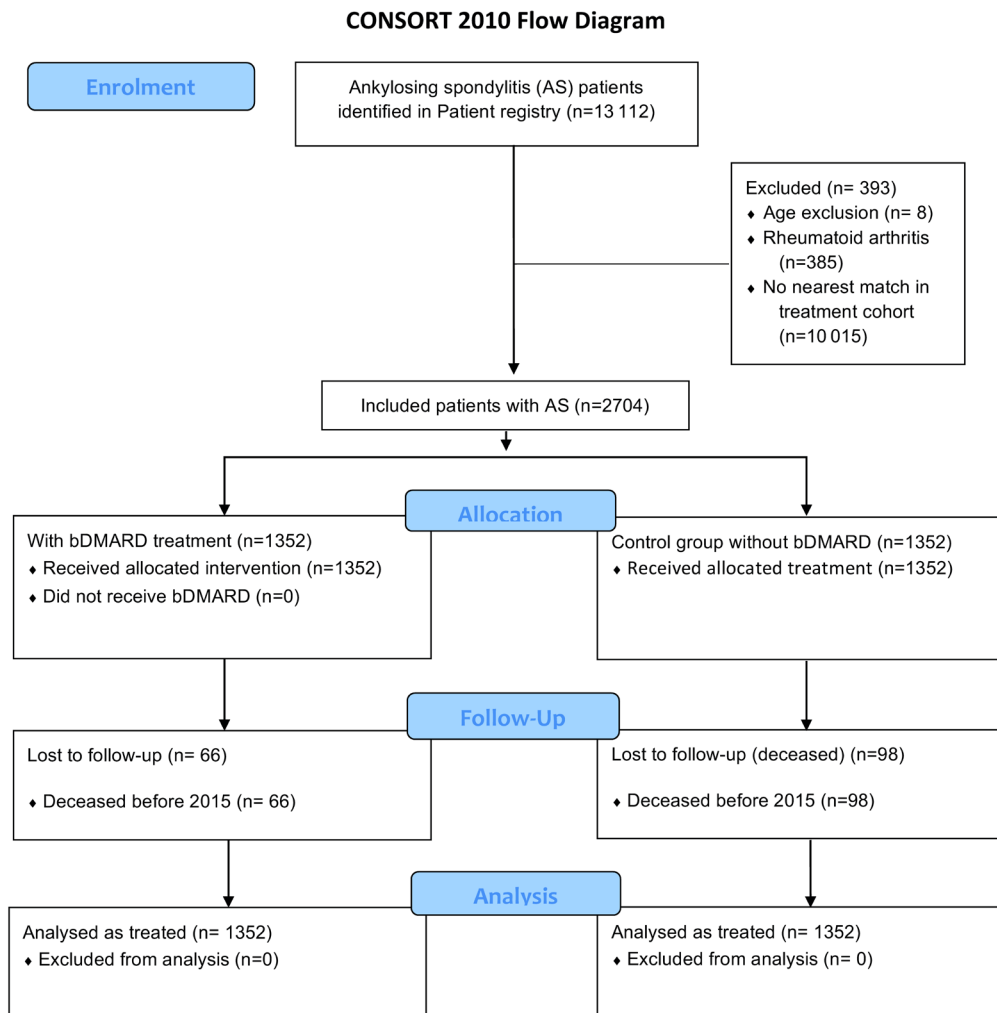 CONSORT 2010 Flow Diagram
Enrolment
Ankylosing spondylitis (AS) patients
identified in Patient registry (n=13 112)
Excluded (n= 393)
♦ Age exclusion (n= 8)
♦ Rheumatoid arthritis
(n=385)
♦ No nearest match in
treatment cohort
(n=10 015)
Included patients with AS (n=2704)
Allocation
With bDMARD treatment (n=1352)
♦ Received allocated intervention (n=1352)
♦ Did not receive bDMARD (n=0)
Control group without bDMARD (n=1352)
♦ Received allocated treatment (n=1352)
Follow-Up
Lost to follow-up (n= 66)
♦ Deceased before 2015 (n= 66)
Lost to follow-up (deceased) (n=98)
♦ Deceased before 2015 (n=98)
Analysis
Analysed as treated (n= 1352)
♦ Excluded from analysis (n=0)
Analysed as treated (n= 1352)
♦ Excluded from analysis (n= 0)